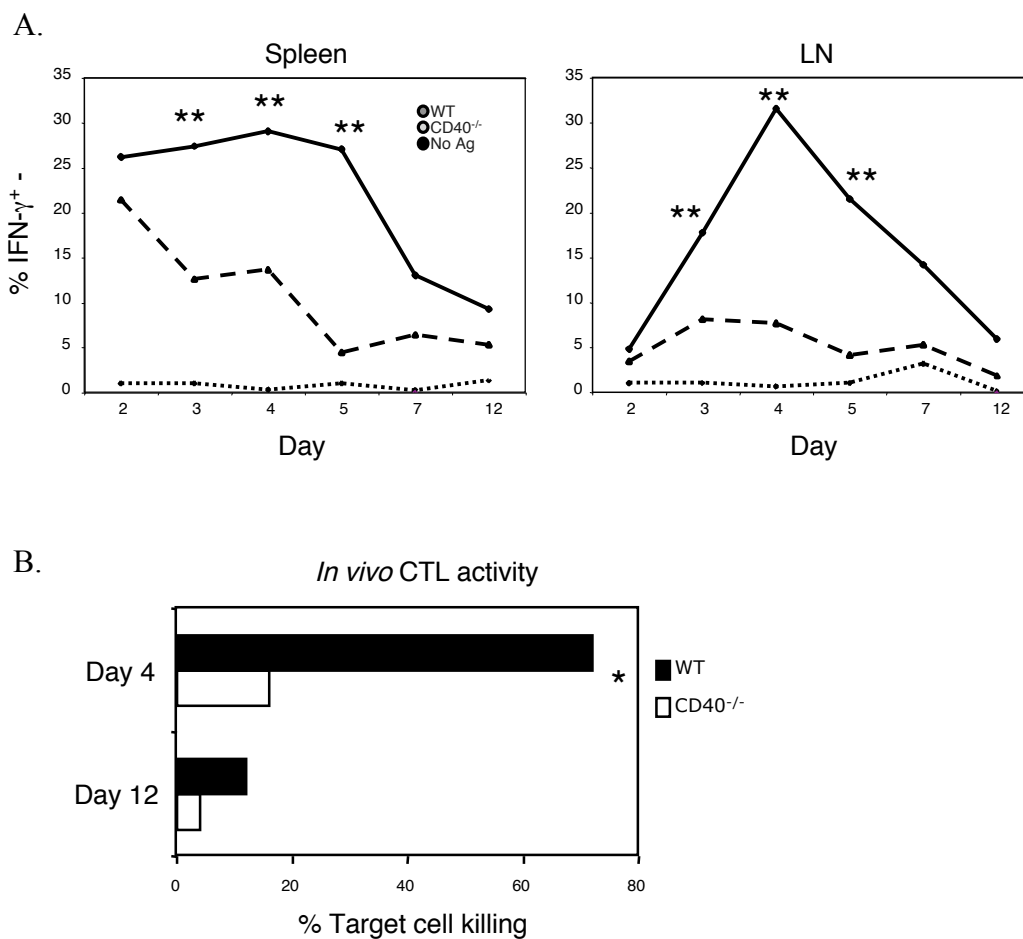 A.
Spleen
LN
35
30
25
20
15
10
5
0
% IFN-γ⁺ -
** ** **
WT
CD40⁻/⁻
No Ag
2 3 4 5 7 12
Day
35
30
25
20
15
10
5
0
** ** **
2 3 4 5 7 12
Day
B.
In vivo CTL activity
Day 4
Day 12
*
WT
CD40⁻/⁻
0 20 40 60 80
% Target cell killing